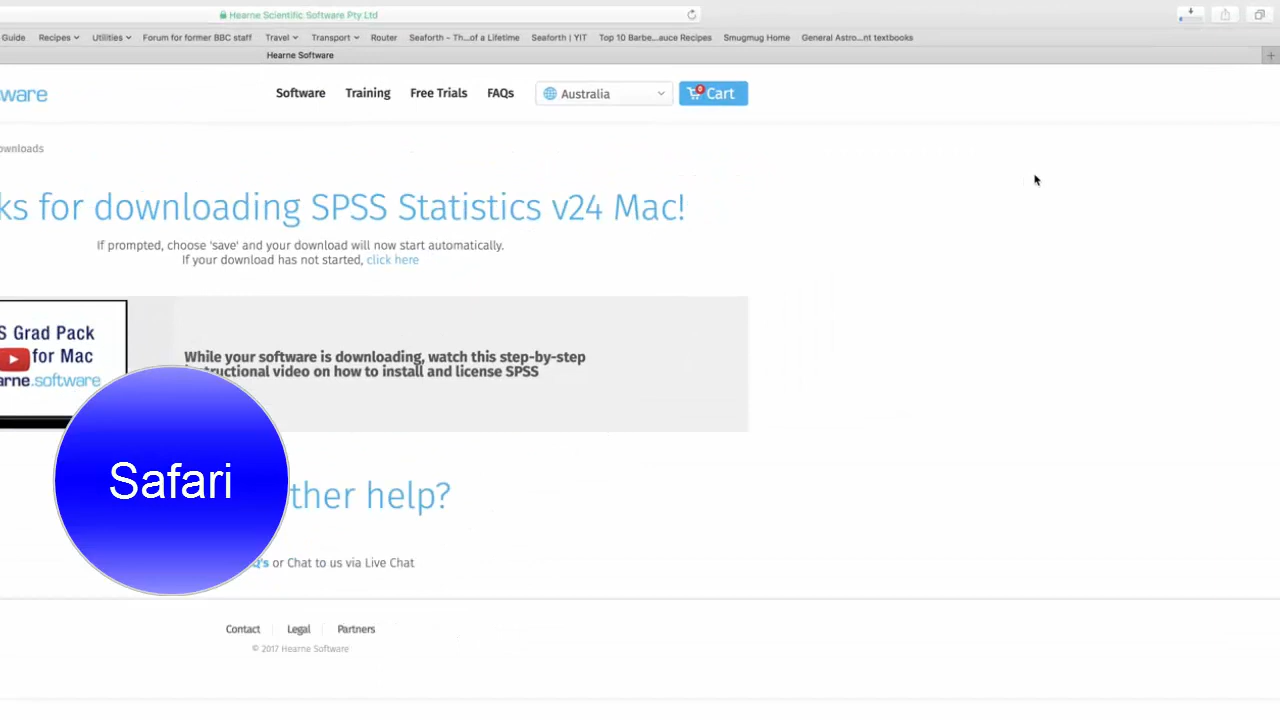 Hearne Scientific Software Pty Ltd
Guide Recipes Utilities Forum for former BBC staff Travel Transport Router Seaforth - Th...of a Lifetime Seaforth | YIT Top 10 Barbe...auce Recipes Smugmug Home General Astro...nt textbooks
Hearne Software
ware Software Training Free Trials FAQs Australia 0 Cart
ownloads
ks for downloading SPSS Statistics v24 Mac!
If prompted, choose 'save' and your download will now start automatically.
If your download has not started, click here
S Grad Pack
for Mac
arne.software
While your software is downloading, watch this step-by-step
instructional video on how to install and license SPSS
Safari
ther help?
Q's or Chat to us via Live Chat
Contact Legal Partners
© 2017 Hearne Software